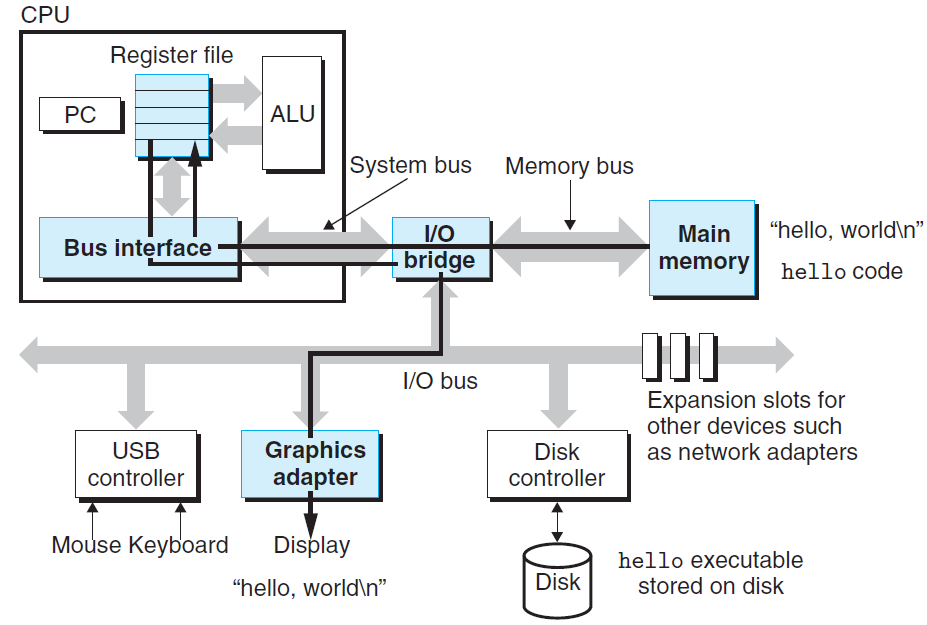 CPU
Register file
PC
ALU
System bus
Memory bus
Bus interface
I/O
bridge
Main
memory
“hello, world\n”
hello code
I/O bus
Expansion slots for
other devices such
as network adapters
USB
controller
Graphics
adapter
Disk
controller
Mouse Keyboard
Display
“hello, world\n”
Disk
hello executable
stored on disk